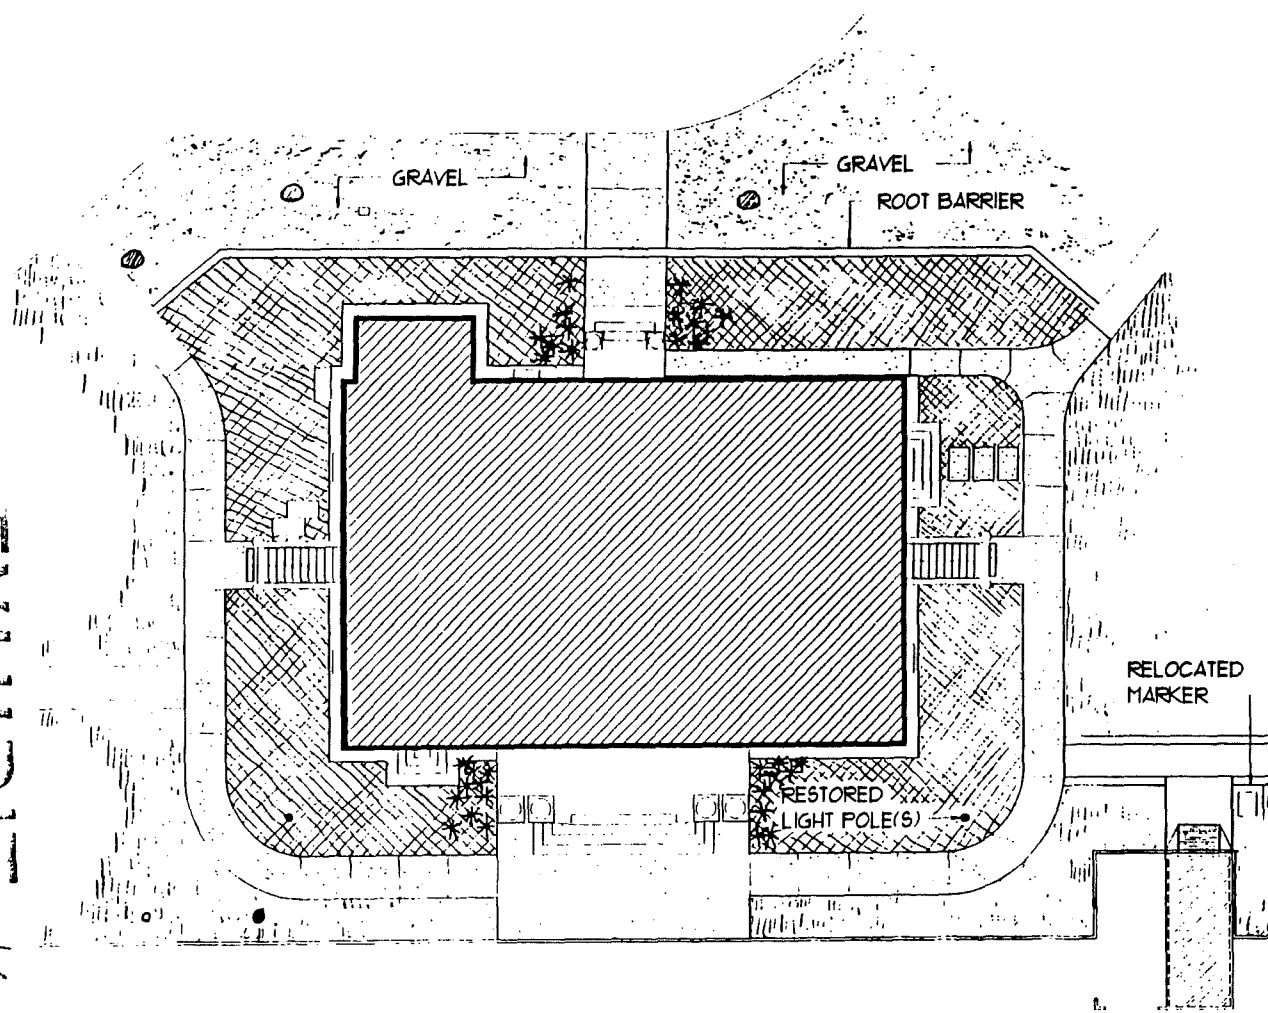 GRAVEL
GRAVEL
ROOT BARRIER
RELOCATED
MARKER
RESTORED
LIGHT POLE(S)